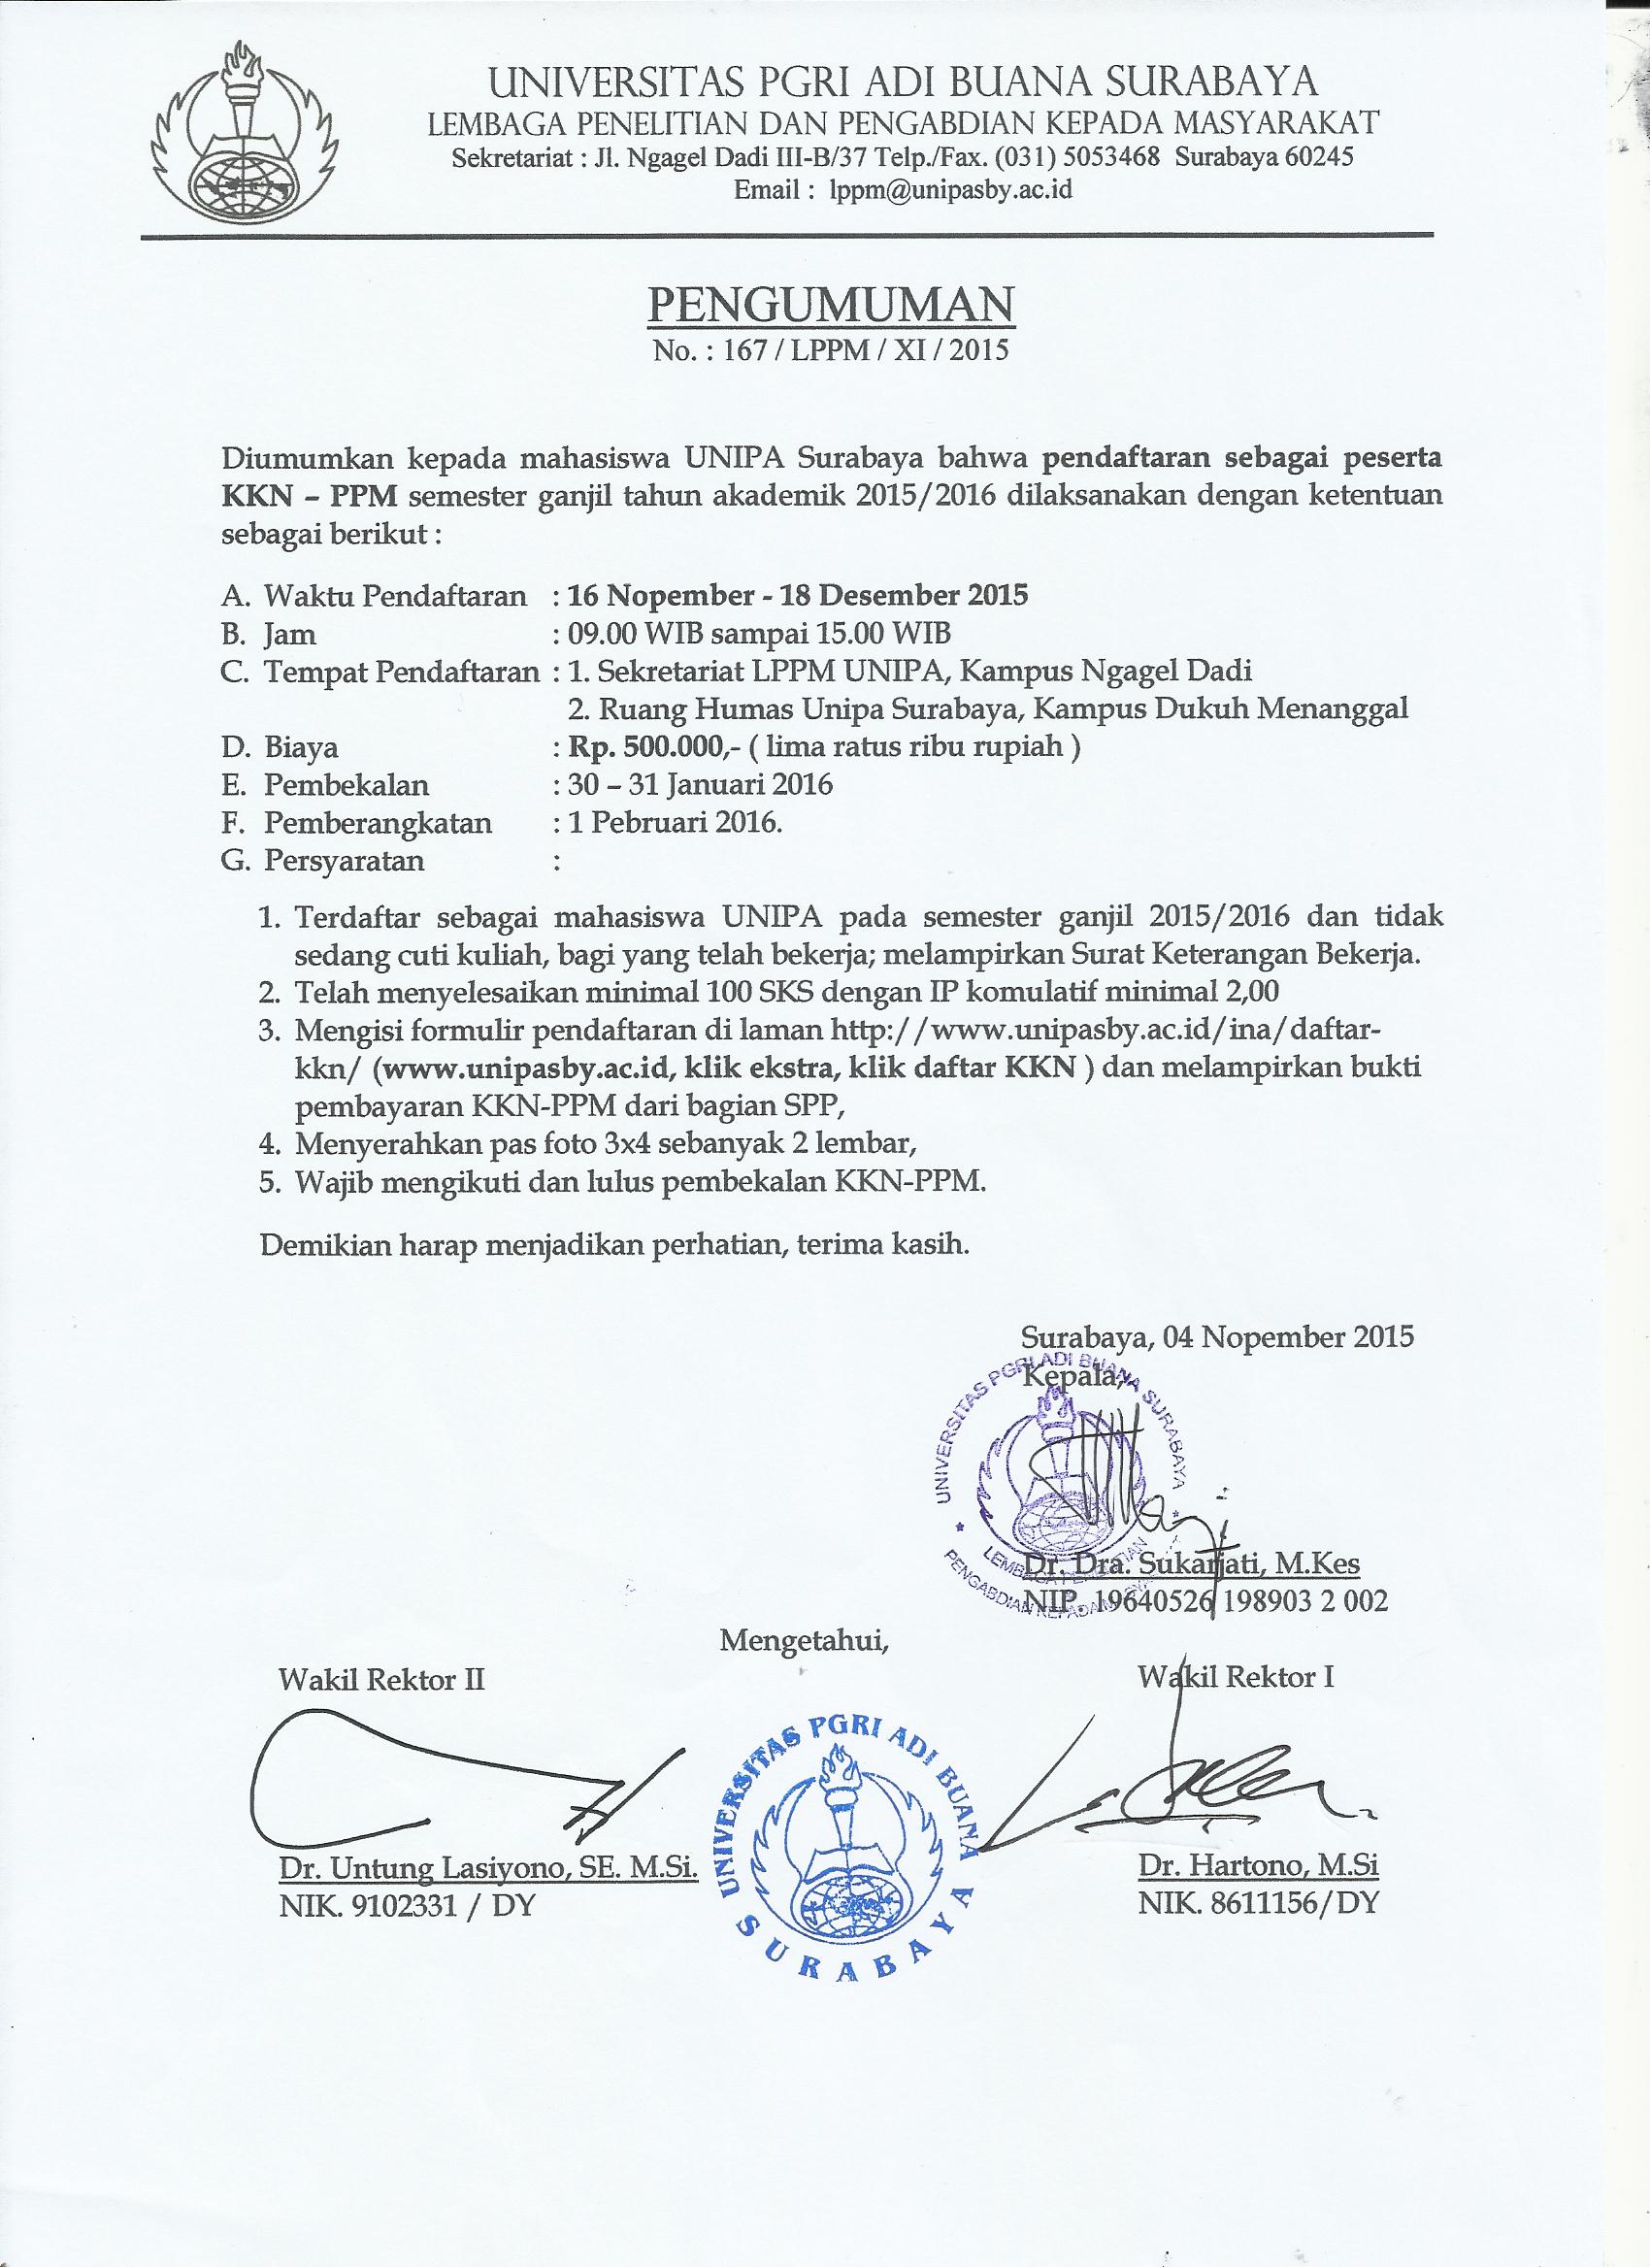 UNIVERSITAS PGRI ADI BUANA SURABAYA
LEMBAGA PENELITIAN DAN PENGABDIAN KEPADA MASYARAKAT
Sekretariat : Jl. Ngagel Dadi III-B/37 Telp./Fax. (031) 5053468 Surabaya 60245
Email : lppm@unipasby.ac.id
PENGUMUMAN
No. : 167 / LPPM / XI / 2015
Diumumkan kepada mahasiswa UNIPA Surabaya bahwa pendaftaran sebagai peserta
KKN – PPM semester ganjil tahun akademik 2015/2016 dilaksanakan dengan ketentuan
sebagai berikut :
A. Waktu Pendaftaran : 16 Nopember - 18 Desember 2015
B. Jam : 09.00 WIB sampai 15.00 WIB
C. Tempat Pendaftaran : 1. Sekretariat LPPM UNIPA, Kampus Ngagel Dadi
2. Ruang Humas Unipa Surabaya, Kampus Dukuh Menanggal
D. Biaya : Rp. 500.000,- ( lima ratus ribu rupiah )
E. Pembekalan : 30 – 31 Januari 2016
F. Pemberangkatan : 1 Pebruari 2016.
G. Persyaratan :
1. Terdaftar sebagai mahasiswa UNIPA pada semester ganjil 2015/2016 dan tidak
sedang cuti kuliah, bagi yang telah bekerja; melampirkan Surat Keterangan Bekerja.
2. Telah menyelesaikan minimal 100 SKS dengan IP komulatif minimal 2,00
3. Mengisi formulir pendaftaran di laman http://www.unipasby.ac.id/ina/daftar-
kkn/ (www.unipasby.ac.id, klik ekstra, klik daftar KKN ) dan melampirkan bukti
pembayaran KKN-PPM dari bagian SPP,
4. Menyerahkan pas foto 3x4 sebanyak 2 lembar,
5. Wajib mengikuti dan lulus pembekalan KKN-PPM.
Demikian harap menjadikan perhatian, terima kasih.
Surabaya, 04 Nopember 2015
Kepala,
UNIVERSITAS PGRI ADI BUANA SURABAYA
LEMBAGA PENELITIAN
PENGABDIAN KEPADA
Dr. Dra. Sukarjati, M.Kes
NIP. 19640526 198903 2 002
Mengetahui,
Wakil Rektor II
Wakil Rektor I
UNIVERSITAS PGRI ADI BUANA
SURABAYA
Dr. Untung Lasiyono, SE. M.Si.
NIK. 9102331 / DY
Dr. Hartono, M.Si
NIK. 8611156/DY